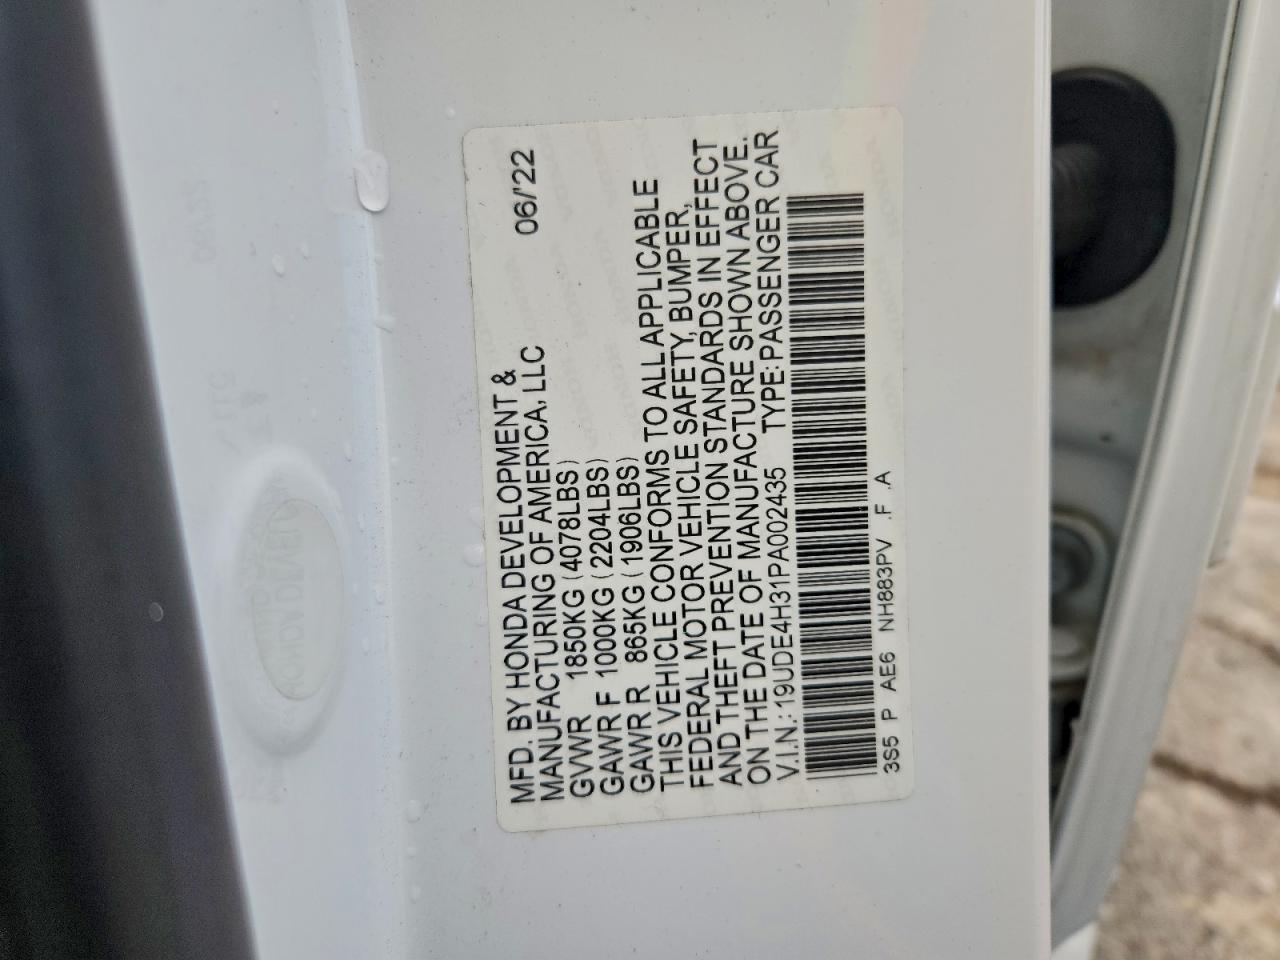 MFD. BY HONDA DEVELOPMENT &
MANUFACTURING OF AMERICA, LLC 06/'22
GVWR 1850KG (4078LBS)
GAWR F 1000KG (2204LBS)
GAWR R 865KG (1906LBS)
THIS VEHICLE CONFORMS TO ALL APPLICABLE
FEDERAL MOTOR VEHICLE SAFETY, BUMPER,
AND THEFT PREVENTION STANDARDS IN EFFECT
ON THE DATE OF MANUFACTURE SHOWN ABOVE.
V.I.N.: 19UDE4H31PA002435 TYPE: PASSENGER CAR
3S5 P AE6 NH883PV .F .A